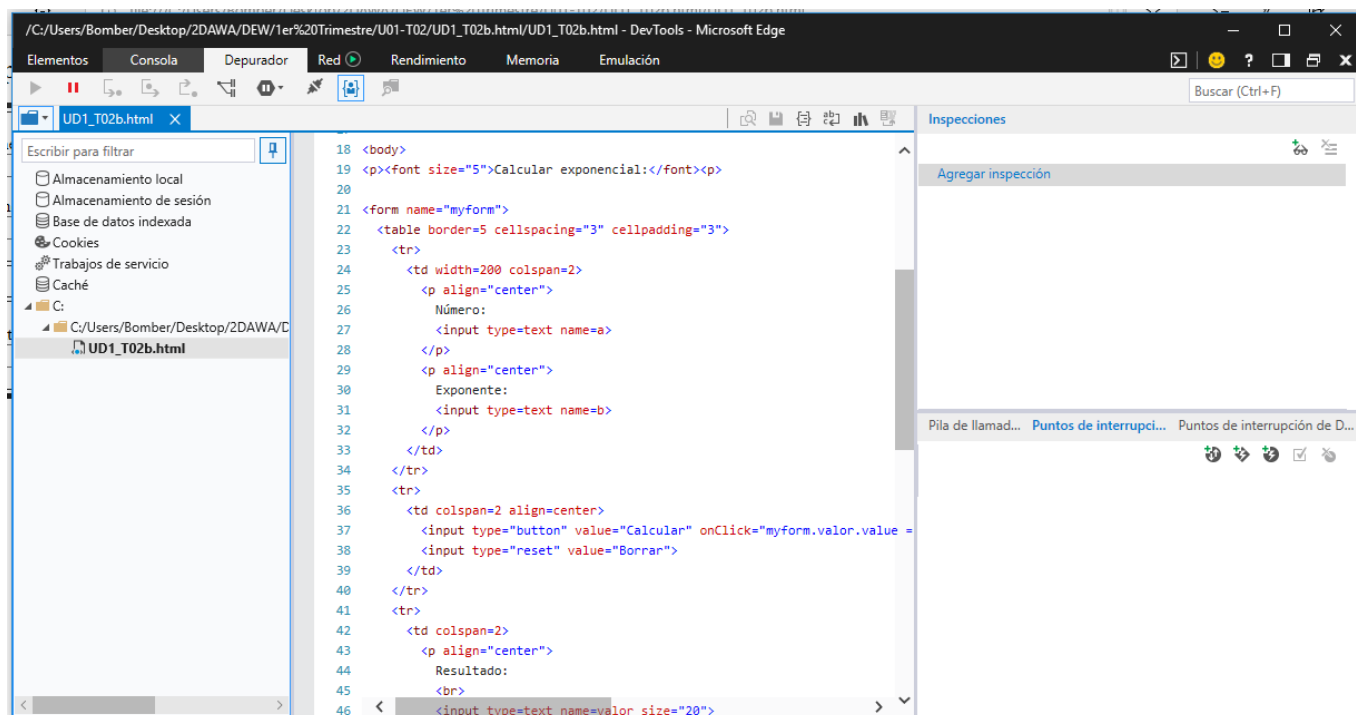 /C:/Users/Bomber/Desktop/2DAWA/DEW/1er%20Trimestre/U01-T02/UD1_T02b.html/UD1_T02b.html - DevTools - Microsoft Edge
Elementos Consola Depurador Red Rendimiento Memoria Emulación
Buscar (Ctrl+F)
UD1_T02b.html
Escribir para filtrar
Almacenamiento local
Almacenamiento de sesión
Base de datos indexada
Cookies
Trabajos de servicio
Caché
C:
C:/Users/Bomber/Desktop/2DAWA/D
UD1_T02b.html
18 <body>
19 <p><font size="5">Calcular exponencial:</font><p>
20
21 <form name="myform">
22 <table border=5 cellspacing="3" cellpadding="3">
23 <tr>
24 <td width=200 colspan=2>
25 <p align="center">
26 Número:
27 <input type=text name=a>
28 </p>
29 <p align="center">
30 Exponente:
31 <input type=text name=b>
32 </p>
33 </td>
34 </tr>
35 <tr>
36 <td colspan=2 align=center>
37 <input type="button" value="Calcular" onClick="myform.valor.value =
38 <input type="reset" value="Borrar">
39 </td>
40 </tr>
41 <tr>
42 <td colspan=2>
43 <p align="center">
44 Resultado:
45 <br>
46 <input type=text name=valor size="20">
Inspecciones
Agregar inspección
Pila de llamad... Puntos de interrupci... Puntos de interrupción de D...